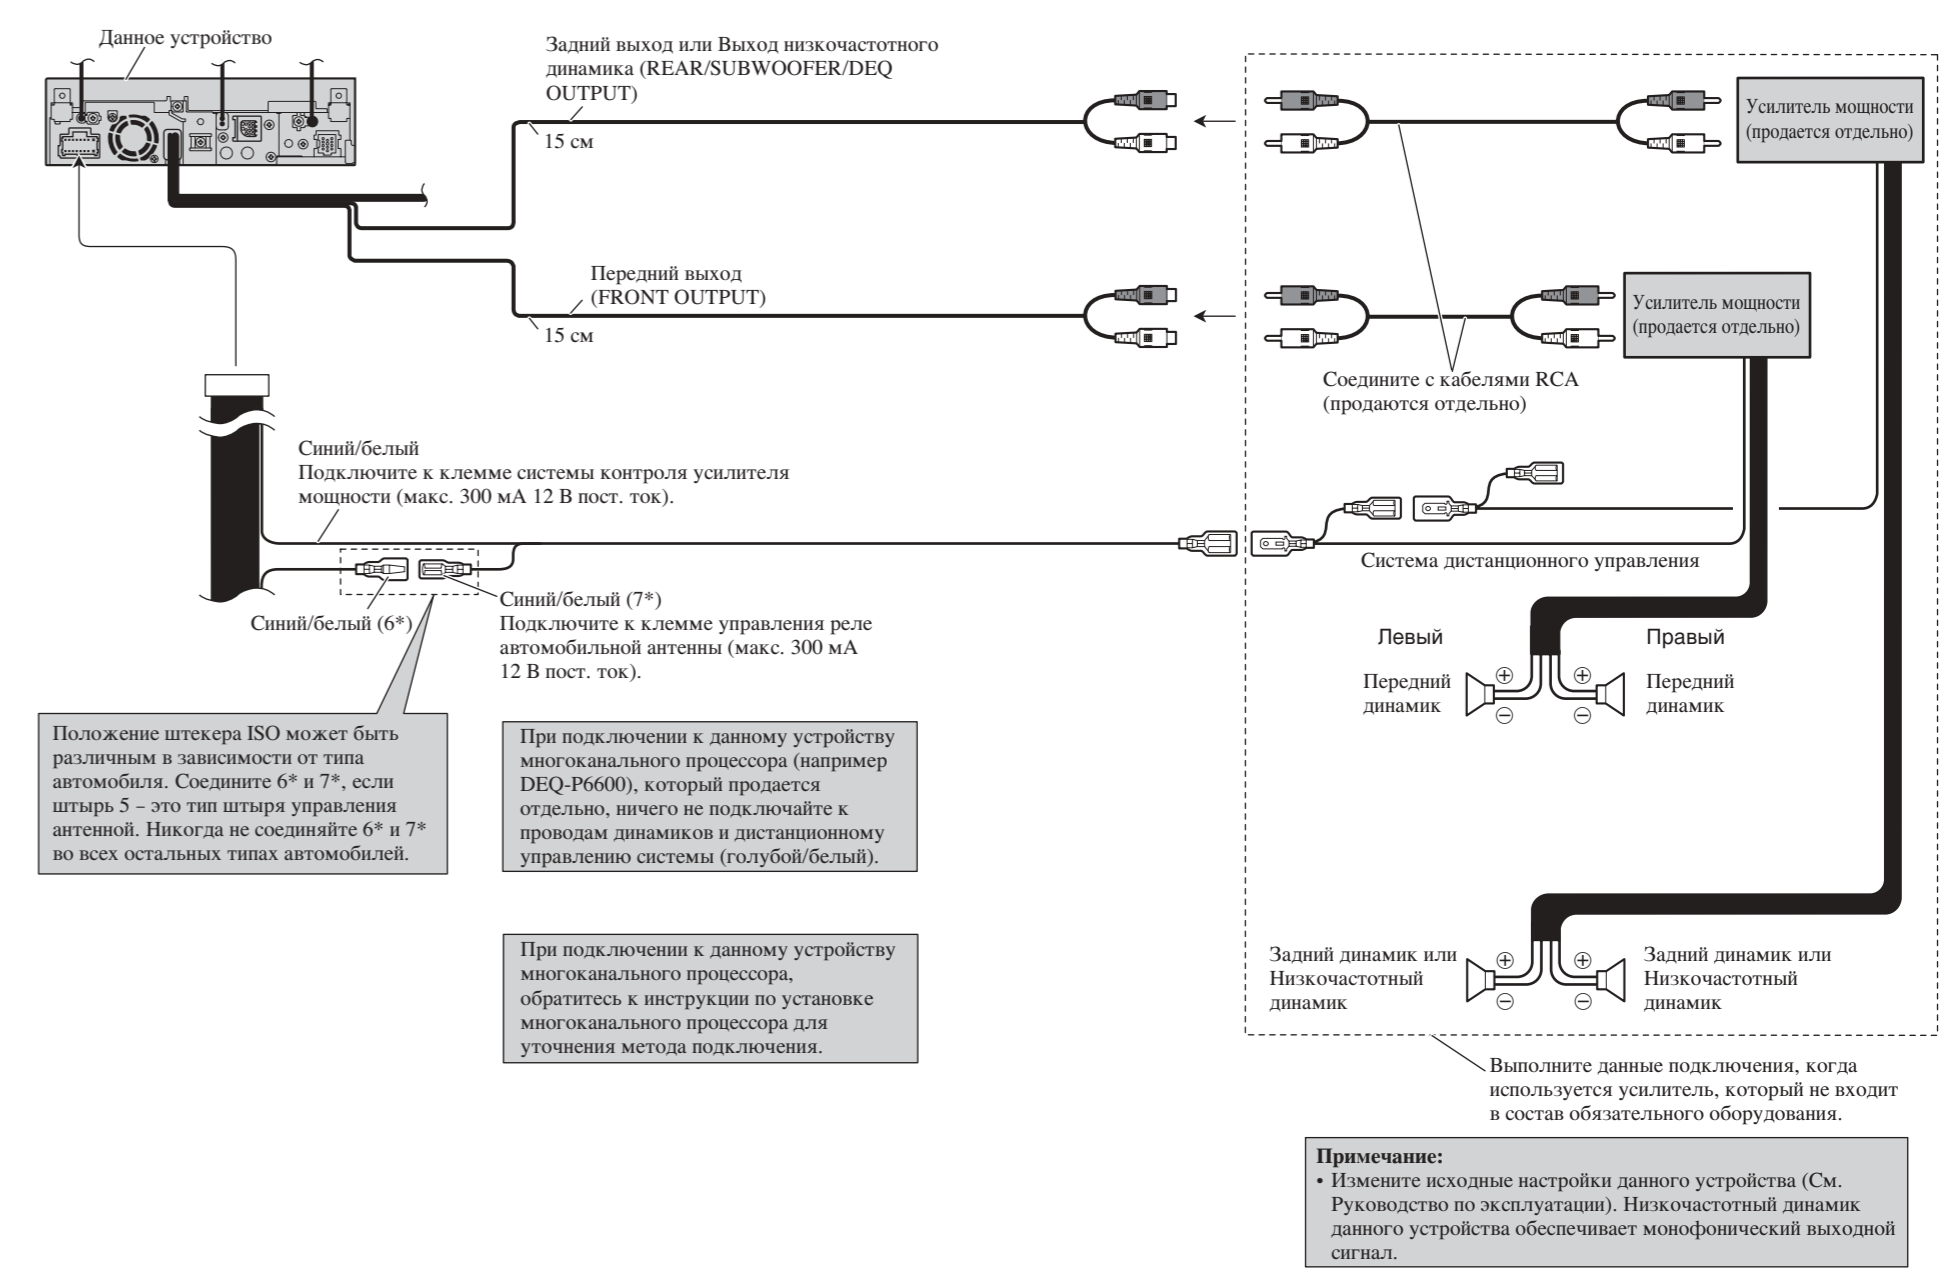 Данное устройство
Задний выход или Выход низкочастотного
динамика (REAR/SUBWOOFER/DEQ
OUTPUT)
15 см
Усилитель мощности
(продается отдельно)
Передний выход
(FRONT OUTPUT)
15 см
Усилитель мощности
(продается отдельно)
Соедините с кабелями RCA
(продаются отдельно)
Синий/белый
Подключите к клемме системы контроля усилителя
мощности (макс. 300 мА 12 В пост. ток).
Система дистанционного управления
Синий/белый (6*)
Синий/белый (7*)
Подключите к клемме управления реле
автомобильной антенны (макс. 300 мА
12 В пост. ток).
Левый
Правый
Передний
динамик
⊕
⊖
⊕
⊖
Передний
динамик
Положение штекера ISO может быть
различным в зависимости от типа
автомобиля. Соедините 6* и 7*, если
штырь 5 – это тип штыря управления
антенной. Никогда не соединяйте 6* и 7*
во всех остальных типах автомобилей.
При подключении к данному устройству
многоканального процессора (например
DEQ-P6600), который продается
отдельно, ничего не подключайте к
проводам динамиков и дистанционному
управлению системы (голубой/белый).
При подключении к данному устройству
многоканального процессора,
обратитесь к инструкции по установке
многоканального процессора для
уточнения метода подключения.
Задний динамик или
Низкочастотный
динамик
⊕
⊖
⊕
⊖
Задний динамик или
Низкочастотный
динамик
Выполните данные подключения, когда
используется усилитель, который не входит
в состав обязательного оборудования.
Примечание:
• Измените исходные настройки данного устройства (См.
Руководство по эксплуатации). Низкочастотный динамик
данного устройства обеспечивает монофонический выходной
сигнал.